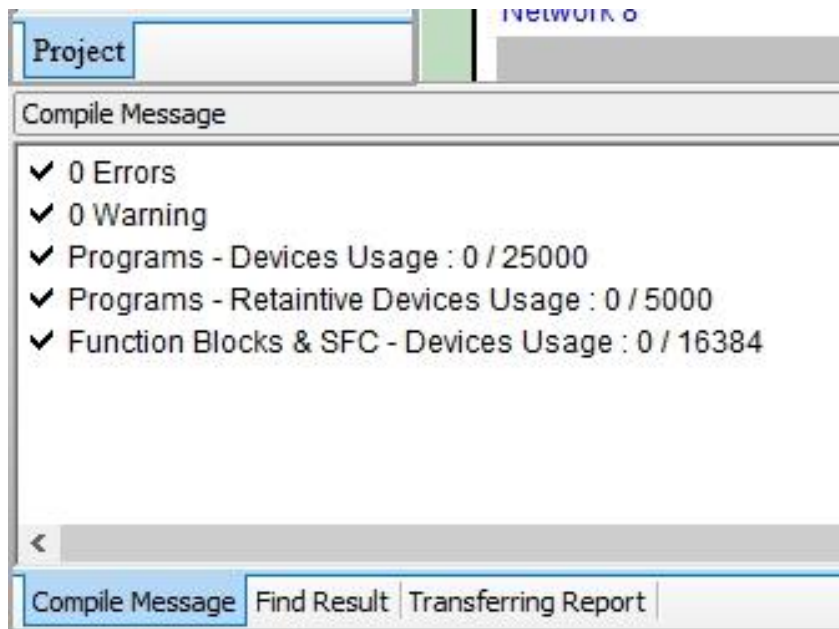 Network 8
Project
Compile Message
0 Errors
0 Warning
Programs - Devices Usage : 0 / 25000
Programs - Retaintive Devices Usage : 0 / 5000
Function Blocks & SFC - Devices Usage : 0 / 16384
Compile Message Find Result Transferring Report